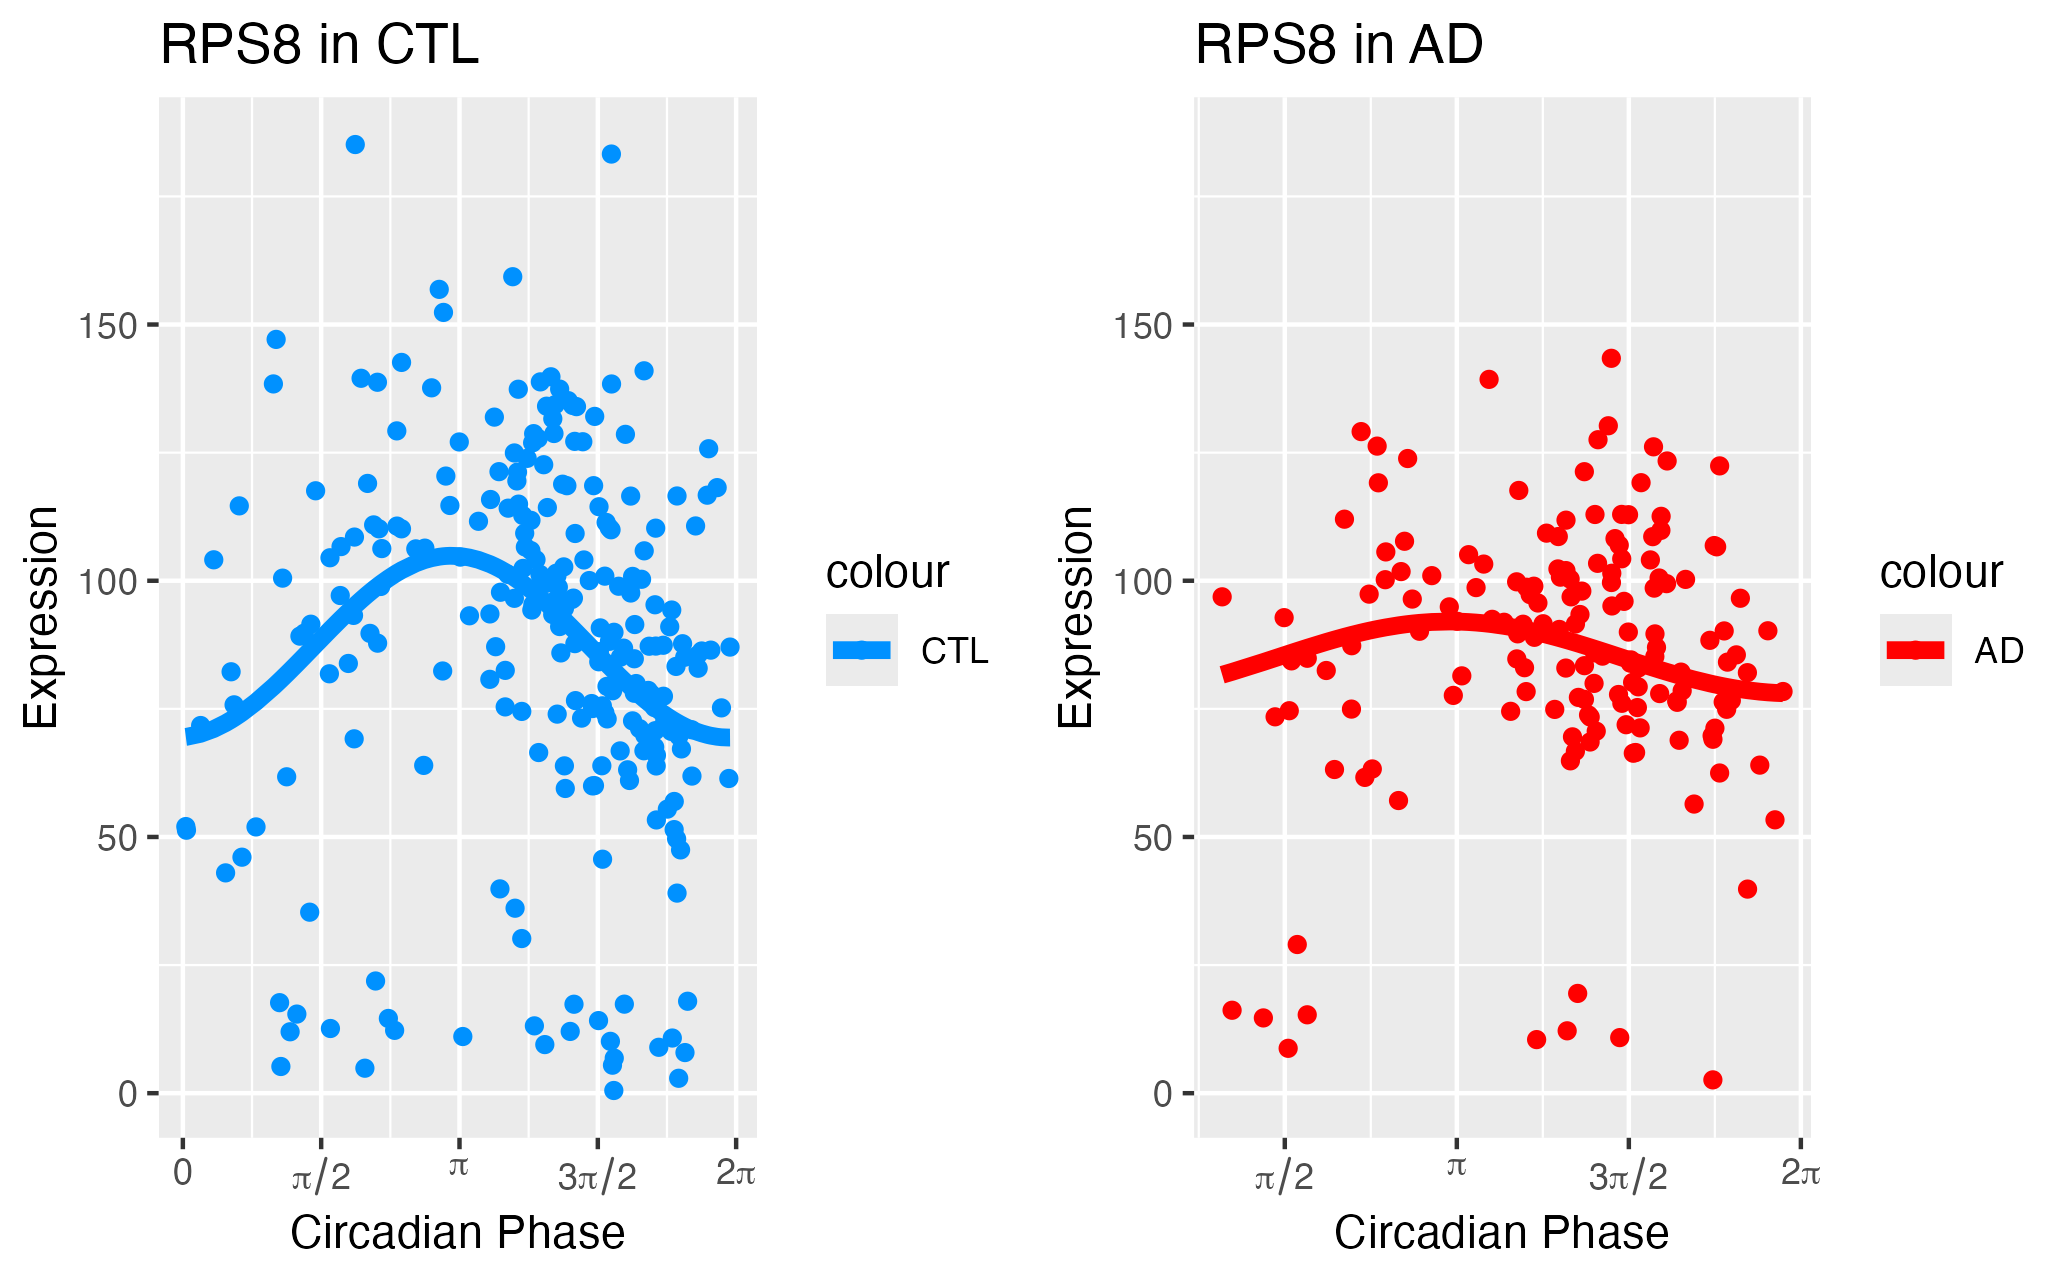 RPS8 in CTL
Expression
150
100
50
0
0 π/2 π 3π/2 2π
Circadian Phase
colour
CTL
RPS8 in AD
Expression
150
100
50
0
π/2 π 3π/2 2π
Circadian Phase
colour
AD